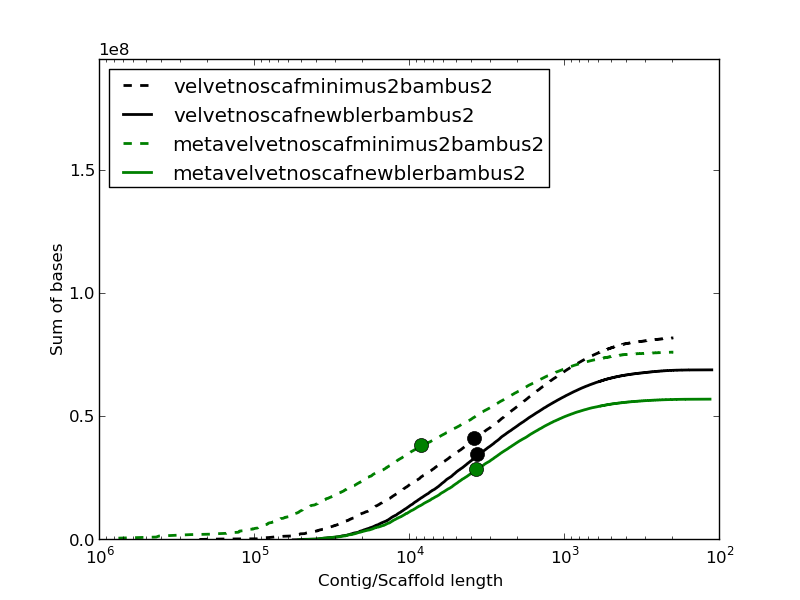 1e8
velvetnoscafminimus2bambus2
velvetnoscafnewblerbambus2
metavelvetnoscafminimus2bambus2
metavelvetnoscafnewblerbambus2
1.5
1.0
0.5
0.0
Sum of bases
10^6 10^5 10^4 10^3 10^2
Contig/Scaffold length